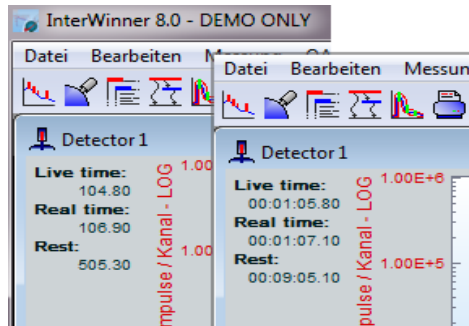 InterWinner 8.0 - DEMO ONLY
Datei Bearbeiten
Detector 1
Live time:
104.80
Real time:
106.90
Rest:
505.30
1.00
1.00
Impulse / Kanal - LOG
Datei Bearbeiten
Detector 1
Live time:
00:01:05.80
Real time:
00:01:07.10
Rest:
00:09:05.10
1.00E+6
1.00E+5
/ Kanal - LOG